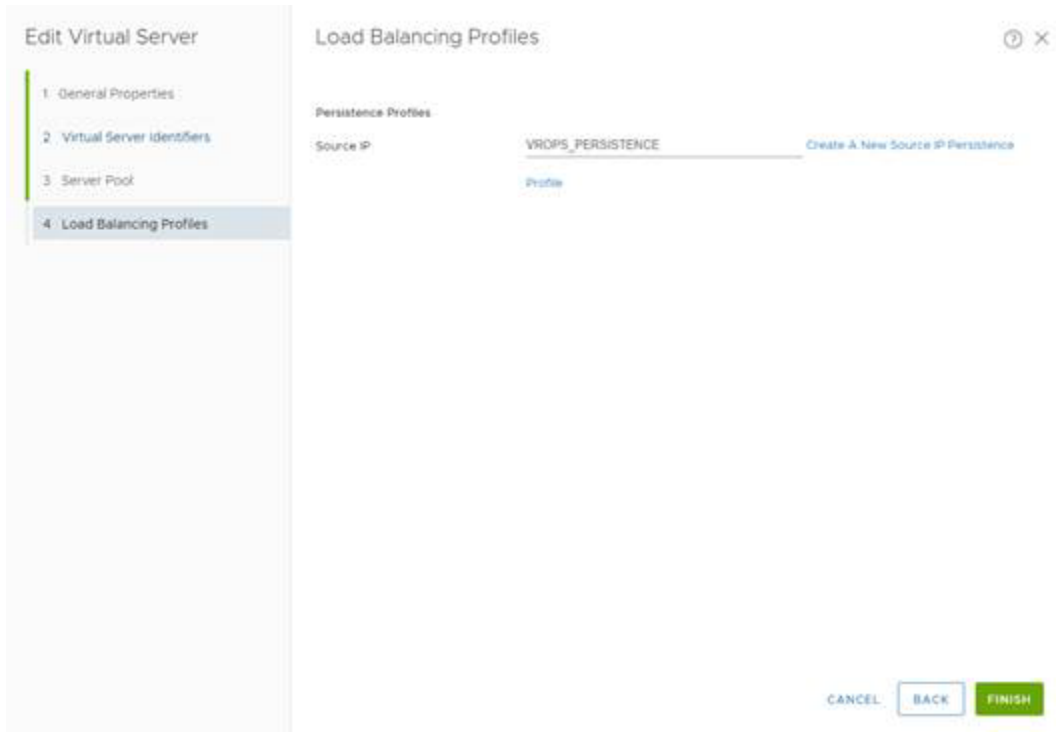 Edit Virtual Server
1 General Properties
2 Virtual Server Identifiers
3 Server Pool
4 Load Balancing Profiles
Load Balancing Profiles
Persistence Profiles
Source IP
VROPS_PERSISTENCE
Create A New Source IP Persistence
Profile
CANCEL
BACK
FINISH